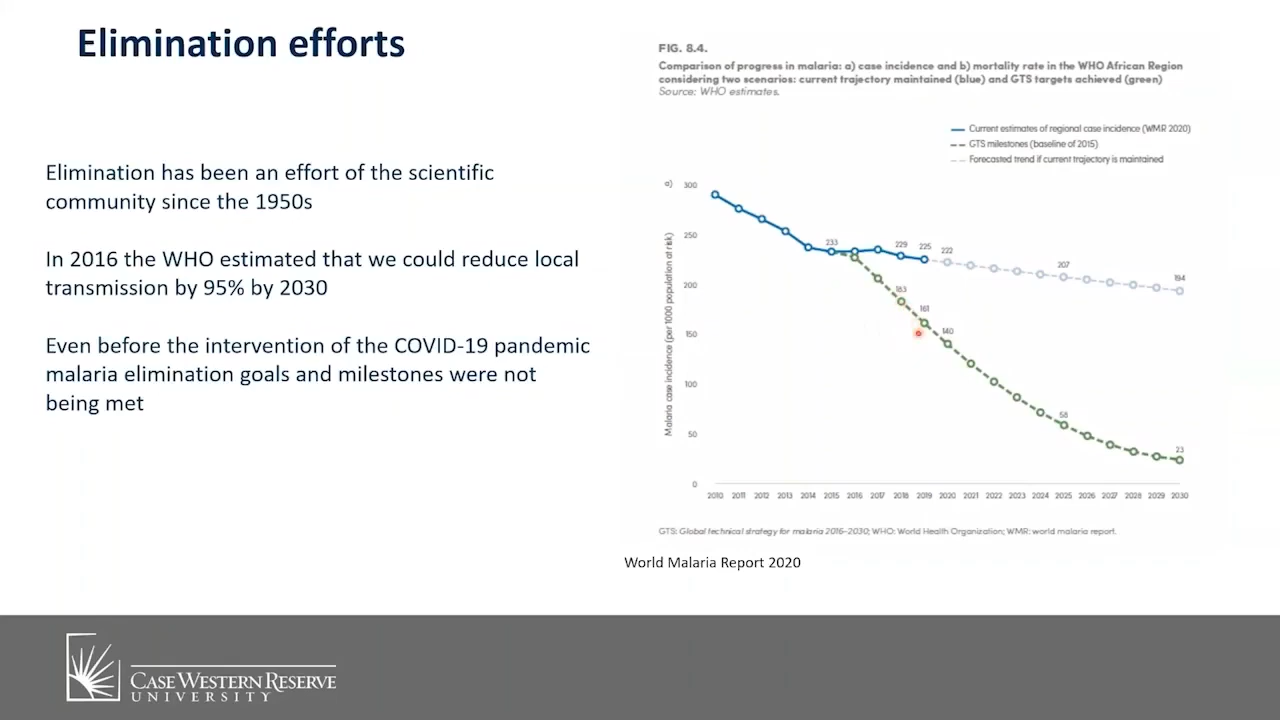 Elimination efforts
Elimination has been an effort of the scientific
community since the 1950s
In 2016 the WHO estimated that we could reduce local
transmission by 95% by 2030
Even before the intervention of the COVID-19 pandemic
malaria elimination goals and milestones were not
being met
FIG. 8.4.
Comparison of progress in malaria: a) case incidence and b) mortality rate in the WHO African Region
considering two scenarios: current trajectory maintained (blue) and GTS targets achieved (green)
Source: WHO estimates.
Current estimates of regional case incidence (WMR 2020)
GTS milestones (baseline of 2015)
Forecasted trend if current trajectory is maintained
a)
Malaria case incidence (per 1000 population at risk)
300
250
200
150
100
50
0
233
229
225
222
207
194
183
161
140
58
23
2010 2011 2012 2013 2014 2015 2016 2017 2018 2019 2020 2021 2022 2023 2024 2025 2026 2027 2028 2029 2030
GTS: Global technical strategy for malaria 2016–2030; WHO: World Health Organization; WMR: world malaria report.
World Malaria Report 2020
CASE WESTERN RESERVE
UNIVERSITY